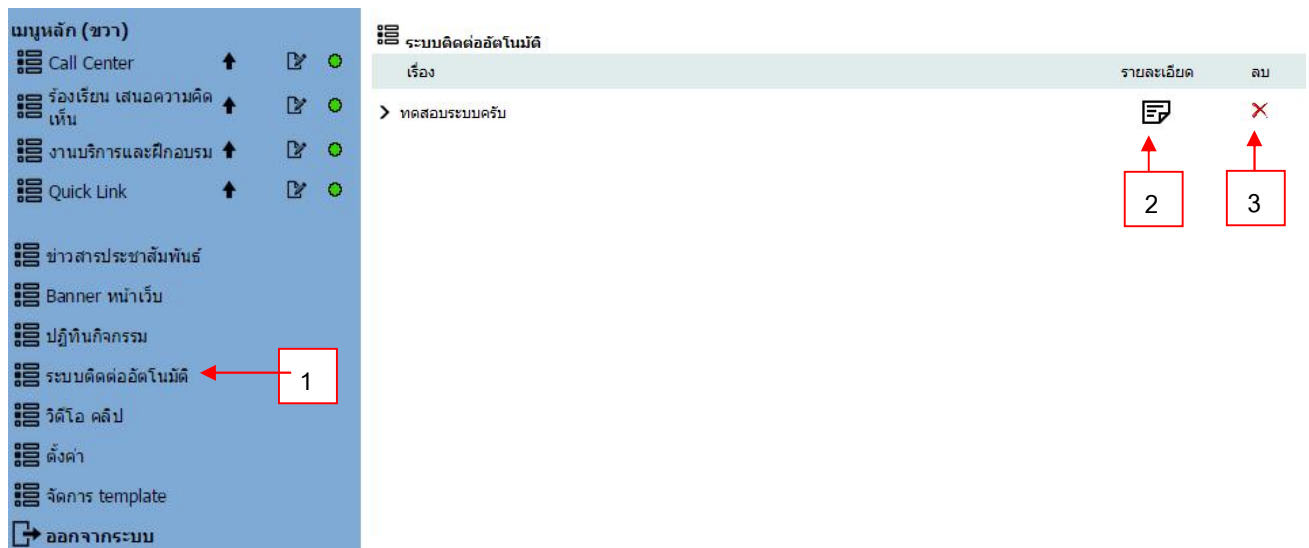 เมนูหลัก (ขวา)
Call Center
ร้องเรียน เสนอความคิด
เห็น
งานบริการและฝึกอบรม
Quick Link
ข่าวสารประชาสัมพันธ์
Banner หน้าเว็บ
ปฏิทินกิจกรรม
ระบบติดต่ออัตโนมัติ
วิดีโอ คลิป
ตั้งค่า
จัดการ template
ออกจากระบบ
1
ระบบติดต่ออัตโนมัติ
เรื่อง รายละเอียด ลบ
ทดสอบระบบครับ
2 3